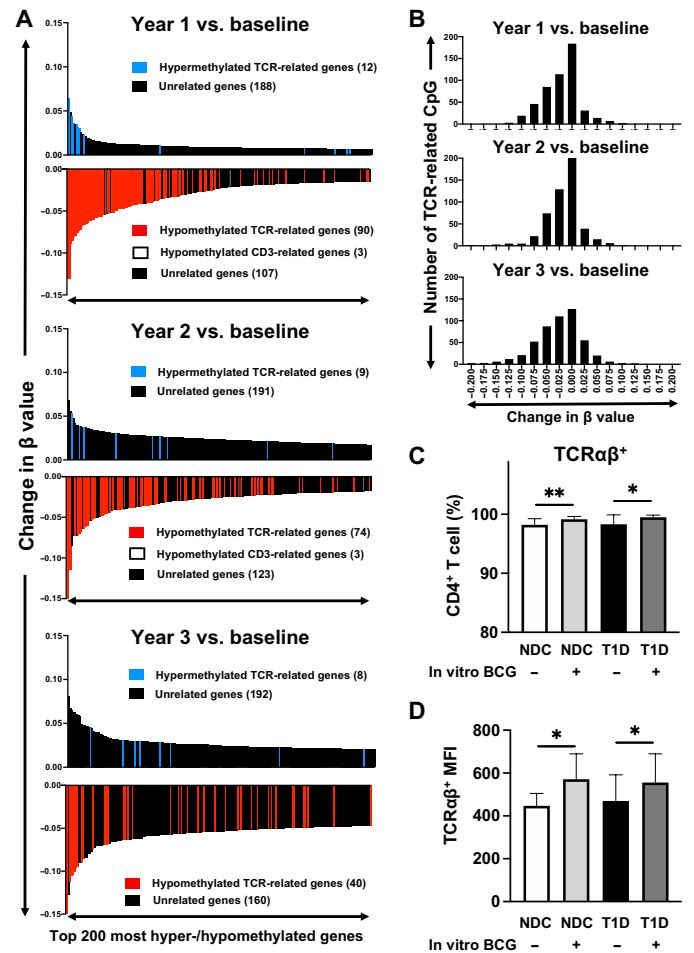 A
Change in β value
Year 1 vs. baseline
0.15
0.10
0.05
0.00
Hypermethylated TCR-related genes (12)
Unrelated genes (188)
0.00
−0.05
−0.10
−0.15
Hypomethylated TCR-related genes (90)
Hypomethylated CD3-related genes (3)
Unrelated genes (107)
Year 2 vs. baseline
0.15
0.10
0.05
0.00
Hypermethylated TCR-related genes (9)
Unrelated genes (191)
0.00
−0.05
−0.10
−0.15
Hypomethylated TCR-related genes (74)
Hypomethylated CD3-related genes (3)
Unrelated genes (123)
Year 3 vs. baseline
0.15
0.10
0.05
0.00
Hypermethylated TCR-related genes (8)
Unrelated genes (192)
0.00
−0.05
−0.10
−0.15
Hypomethylated TCR-related genes (40)
Unrelated genes (160)
Top 200 most hyper-/hypomethylated genes
B
Number of TCR-related CpG
Year 1 vs. baseline
200
150
100
50
0
Year 2 vs. baseline
200
150
100
50
0
Year 3 vs. baseline
200
150
100
50
0
−0.200
−0.175
−0.150
−0.125
−0.100
−0.075
−0.050
−0.025
0.000
0.025
0.050
0.075
0.100
0.125
0.150
0.175
0.200
Change in β value
C
TCRαβ+
CD4+ T cell (%)
100
90
80
** *
NDC NDC T1D T1D
In vitro BCG − + − +
D
TCRαβ+ MFI
800
600
400
200
0
* *
NDC NDC T1D T1D
In vitro BCG − + − +